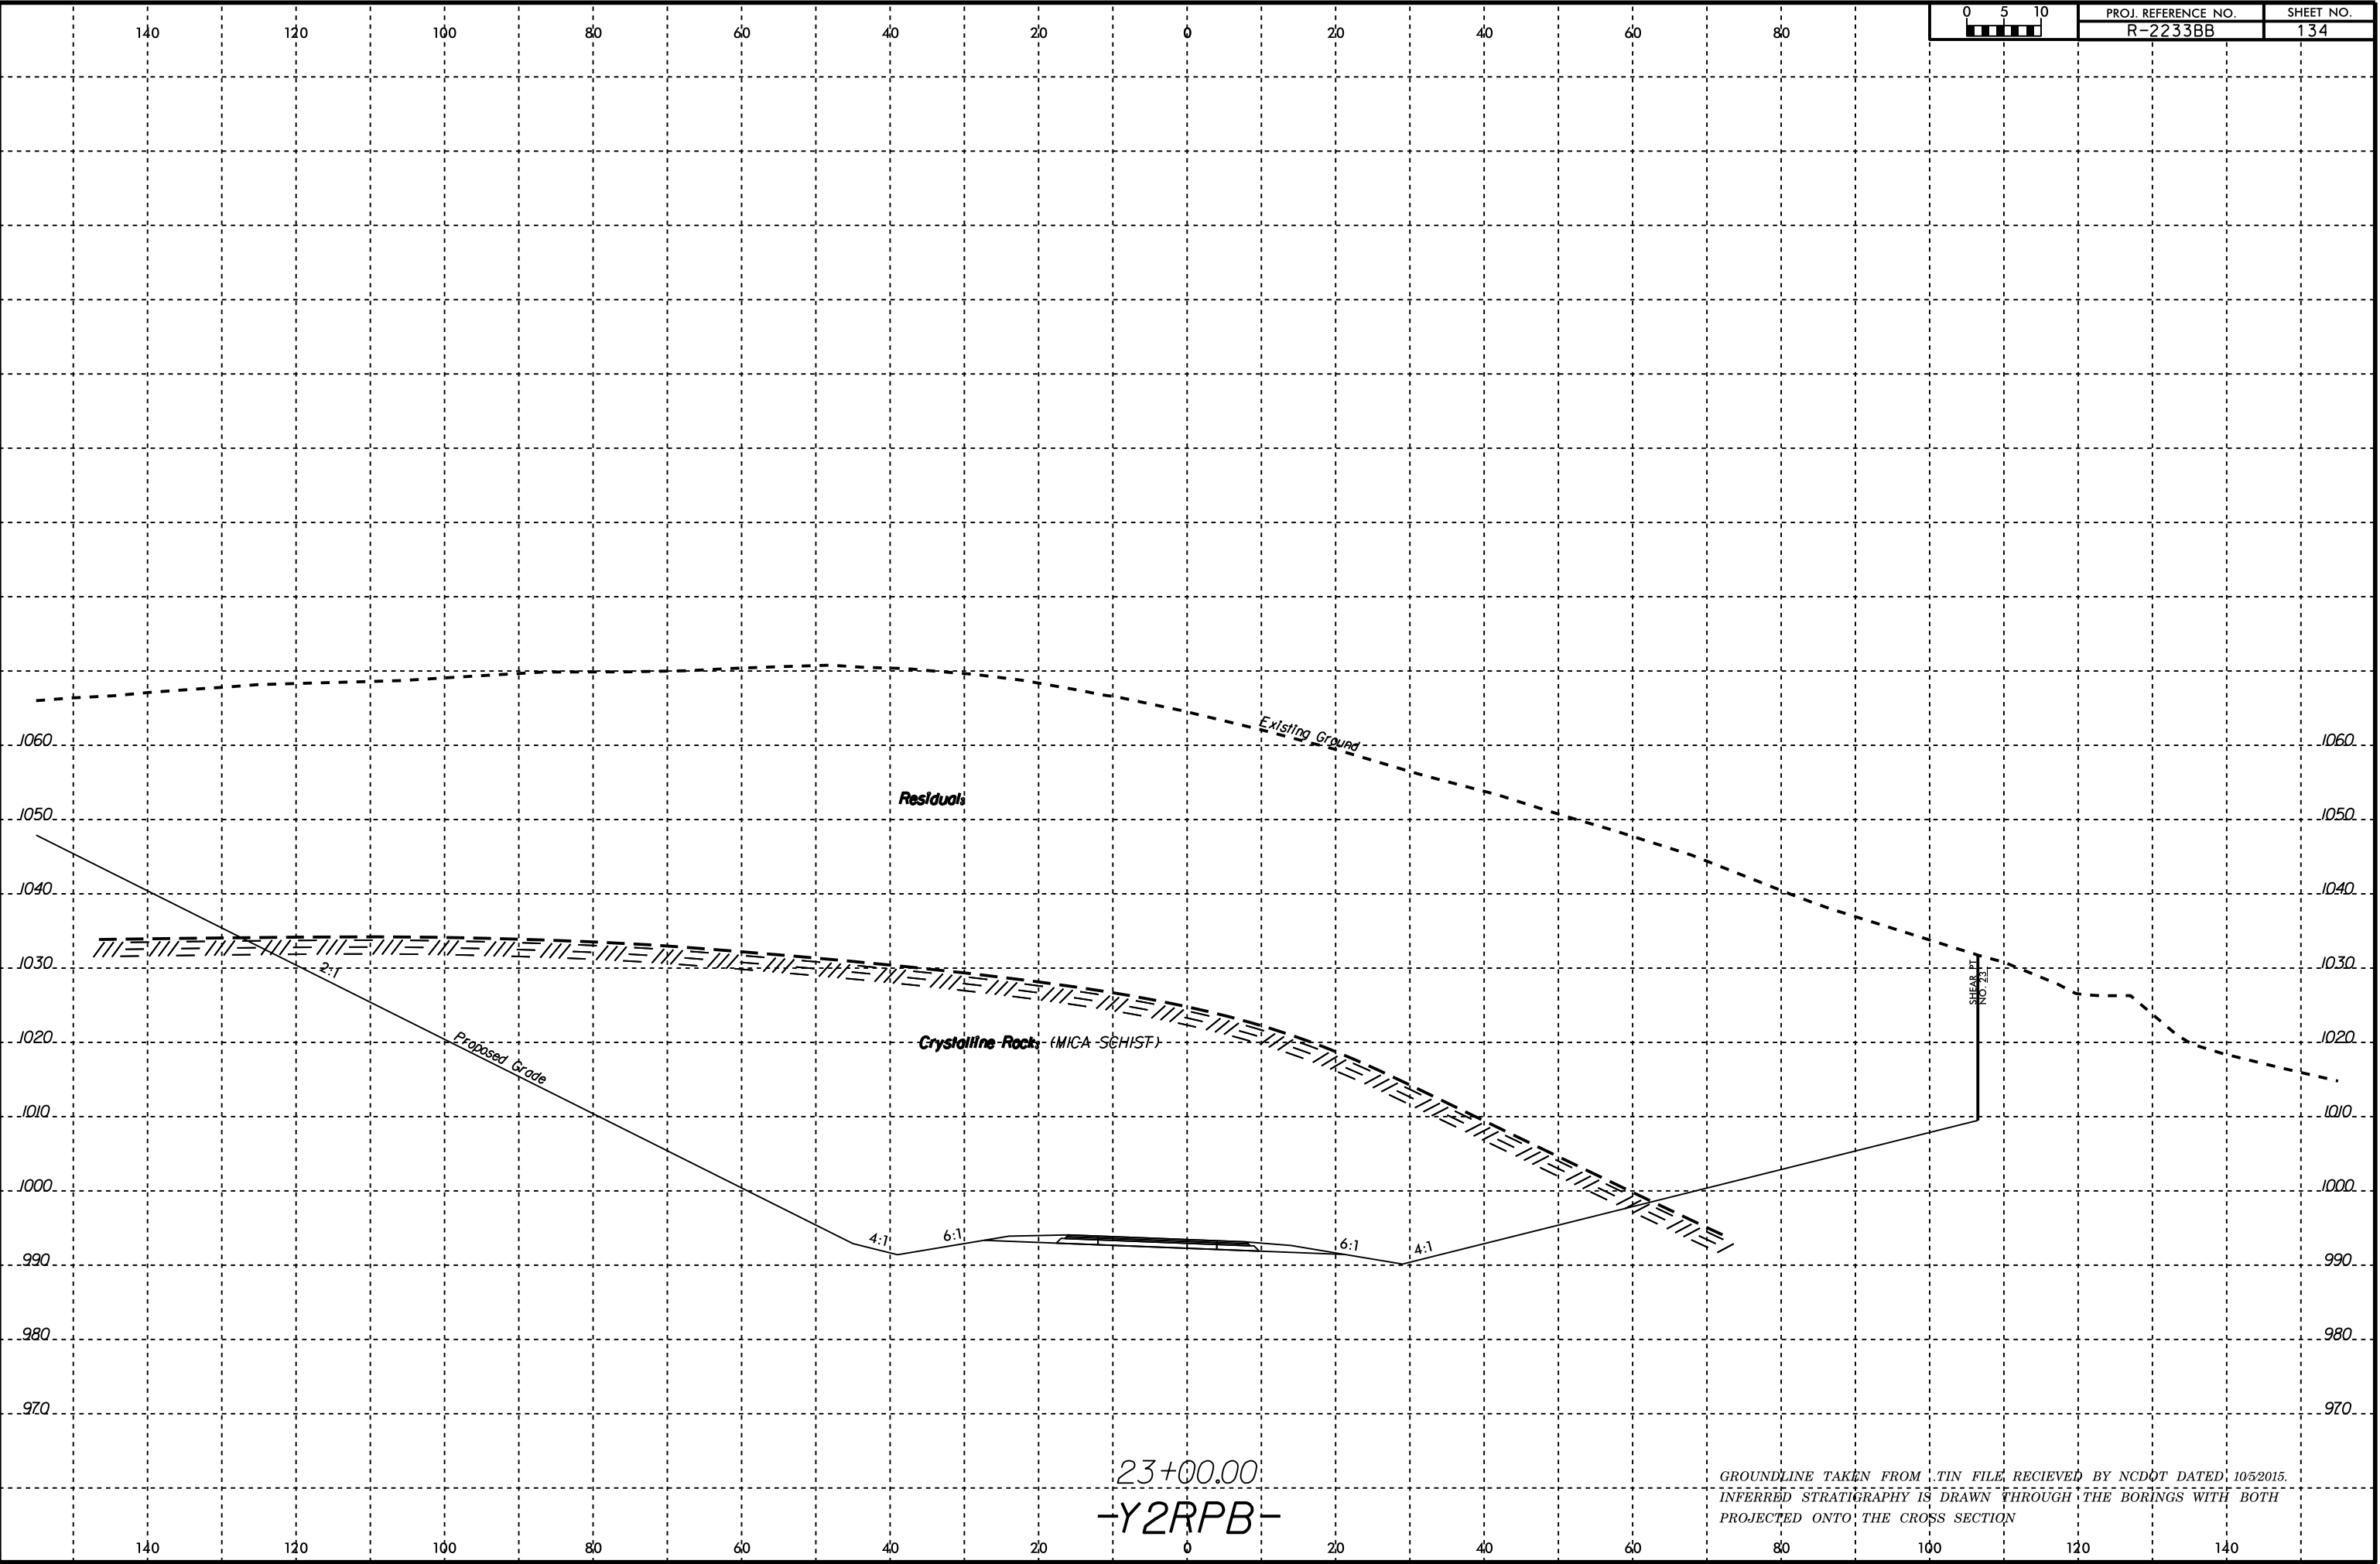 140 120 100 80 60 40 20 0 20 40 60 80
0 5 10
PROJ. REFERENCE NO.
SHEET NO.
R-2233BB
134
Existing Ground
1060 1060
Residual
1050 1050
1040 1040
SHEAR PT.
NO. 23
1030 1030
2:1
Proposed Grade
1020 1020
Crystalline Rock (MICA SCHIST)
1010 1010
1000 1000
4:1 6:1 6:1 4:1
990 990
980 980
970 970
23+00.00
-Y2RPB-
GROUNDLINE TAKEN FROM .TIN FILE RECIEVED BY NCDOT DATED 10/5/2015.
INFERRED STRATIGRAPHY IS DRAWN THROUGH THE BORINGS WITH BOTH
PROJECTED ONTO THE CROSS SECTION
140 120 100 80 60 40 20 0 20 40 60 80 100 120 140